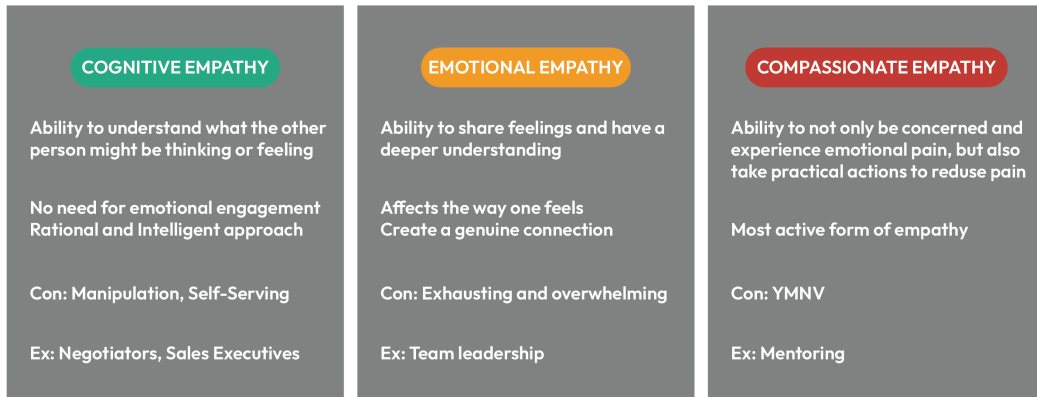 COGNITIVE EMPATHY
Ability to understand what the other
person might be thinking or feeling
No need for emotional engagement
Rational and Intelligent approach
Con: Manipulation, Self-Serving
Ex: Negotiators, Sales Executives
EMOTIONAL EMPATHY
Ability to share feelings and have a
deeper understanding
Affects the way one feels
Create a genuine connection
Con: Exhausting and overwhelming
Ex: Team leadership
COMPASSIONATE EMPATHY
Ability to not only be concerned and
experience emotional pain, but also
take practical actions to reduse pain
Most active form of empathy
Con: YMNV
Ex: Mentoring